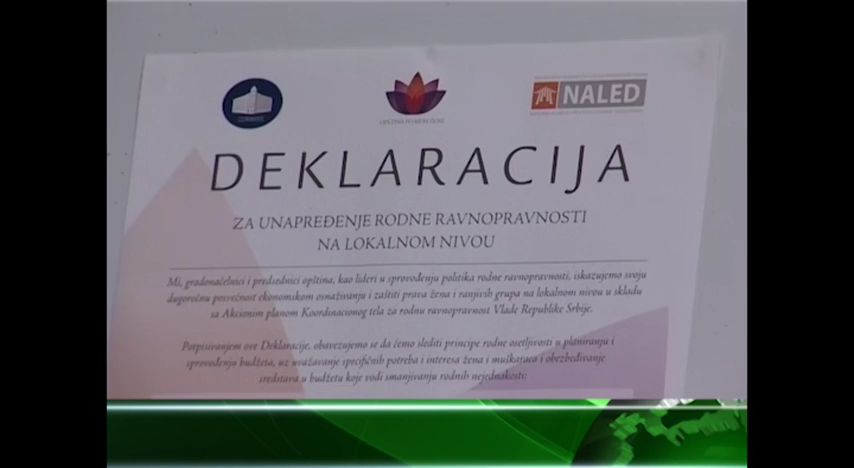 NALED
DEKLARACIJA
ZA UNAPREĐENJE RODNE RAVNOPRAVNOSTI
NA LOKALNOM NIVOU
Mi, gradonačelnici i predsednici opština, kao lideri u sprovođenju politika rodne ravnopravnosti, iskazujemo svoju
dugoročnu posvećnost ekonomskom osnaživanju i zaštiti prava žena i ranjivih grupa na lokalnom nivou u skladu
sa Akcionim planom Koordinacionog tela za rodnu ravnopravnost Vlade Republike Srbije.
Potpisivanjem ove Deklaracije, obavezujemo se da ćemo slediti principe rodne osetljivosti u planiranju i
sprovođenju budžeta, uz uvažavanje specifičnih potreba i interesa žena i muškaraca i obezbeđivanje
sredstava u budžetu koje vodi smanjivanju rodnih nejednakosti: